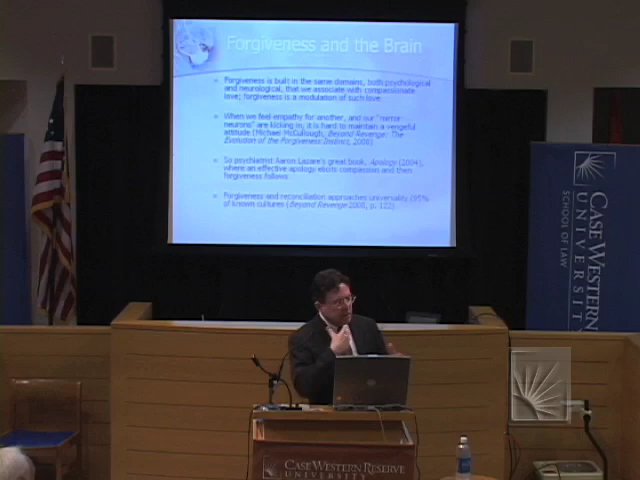 Forgiveness and the Brain
Forgiveness is built in the same domains, both psychological
and neurological, that we associate with compassionate
love; forgiveness is a modulation of such love
When we feel empathy for another, and our "mirror
neurons" are kicking in, it is hard to maintain a vengeful
attitude (Michael McCullough, Beyond Revenge: The
Evolution of the Forgiveness Instinct, 2008)
So psychiatrist Aaron Lazare's great book, Apology (2004),
where an effective apology elicits compassion and then
forgiveness follows
Forgiveness and reconciliation approaches universality (95%
of known cultures (Beyond Revenge 2008, p. 122)
CASE WESTERN
UNIVERSITY
SCHOOL OF LAW
CASE WESTERN RESERVE
UNIVERSITY